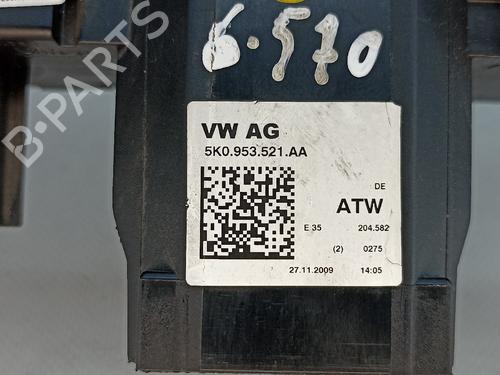 6.570
VW AG
5K0.953.521.AA
DE
ATW
E 35 204.582
(2) 0275
27.11.2009 14:05
B-PARTS